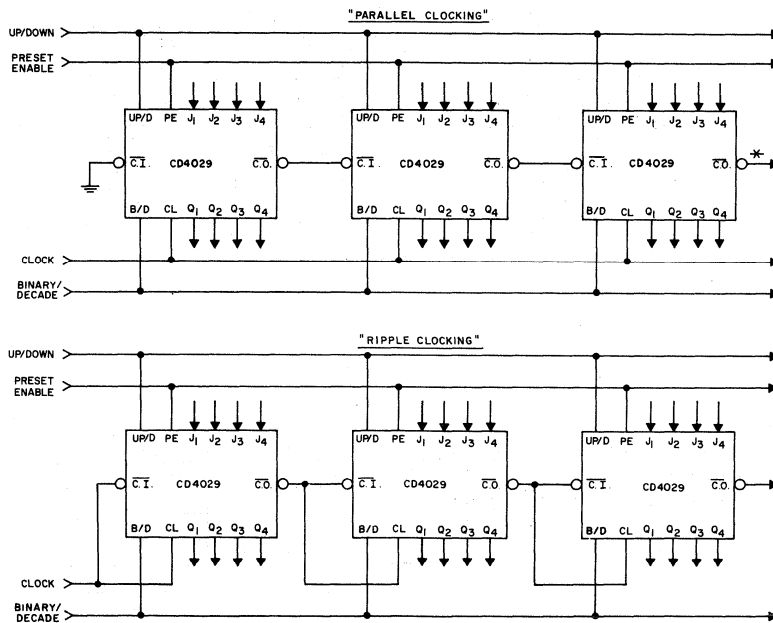 "PARALLEL CLOCKING"
UP/DOWN
PRESET
ENABLE
UP/D PE J1 J2 J3 J4
UP/D PE J1 J2 J3 J4
UP/D PE J1 J2 J3 J4
C.I. CD4029 C.O.
C.I. CD4029 C.O.
C.I. CD4029 C.O.
*
B/D CL Q1 Q2 Q3 Q4
B/D CL Q1 Q2 Q3 Q4
B/D CL Q1 Q2 Q3 Q4
CLOCK
BINARY/
DECADE
"RIPPLE CLOCKING"
UP/DOWN
PRESET
ENABLE
UP/D PE J1 J2 J3 J4
UP/D PE J1 J2 J3 J4
UP/D PE J1 J2 J3 J4
C.I. CD4029 C.O.
C.I. CD4029 C.O
C.I. CD4029 C.O.
B/D CL Q1 Q2 Q3 Q4
B/D CL Q1 Q2 Q3 Q4
B/D CL Q1 Q2 Q3 Q4
CLOCK
BINARY/
DECADE